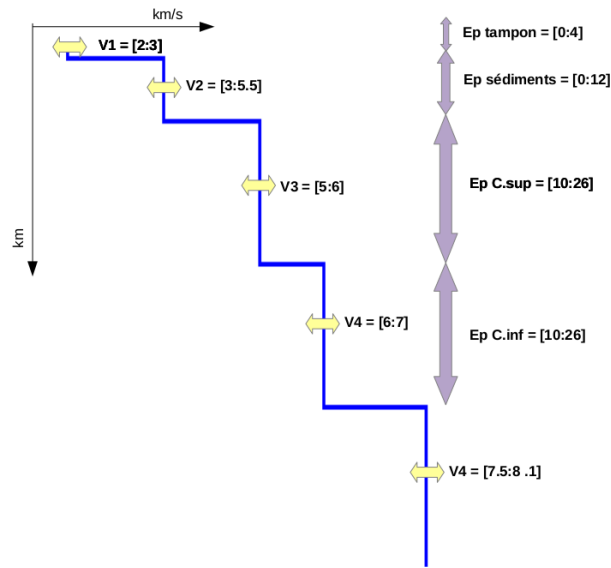 km/s
V1 = [2:3]
Ep tampon = [0:4]
V2 = [3:5.5]
Ep sédiments = [0:12]
V3 = [5:6]
Ep C.sup = [10:26]
km
V4 = [6:7]
Ep C.inf = [10:26]
V4 = [7.5:8 .1]